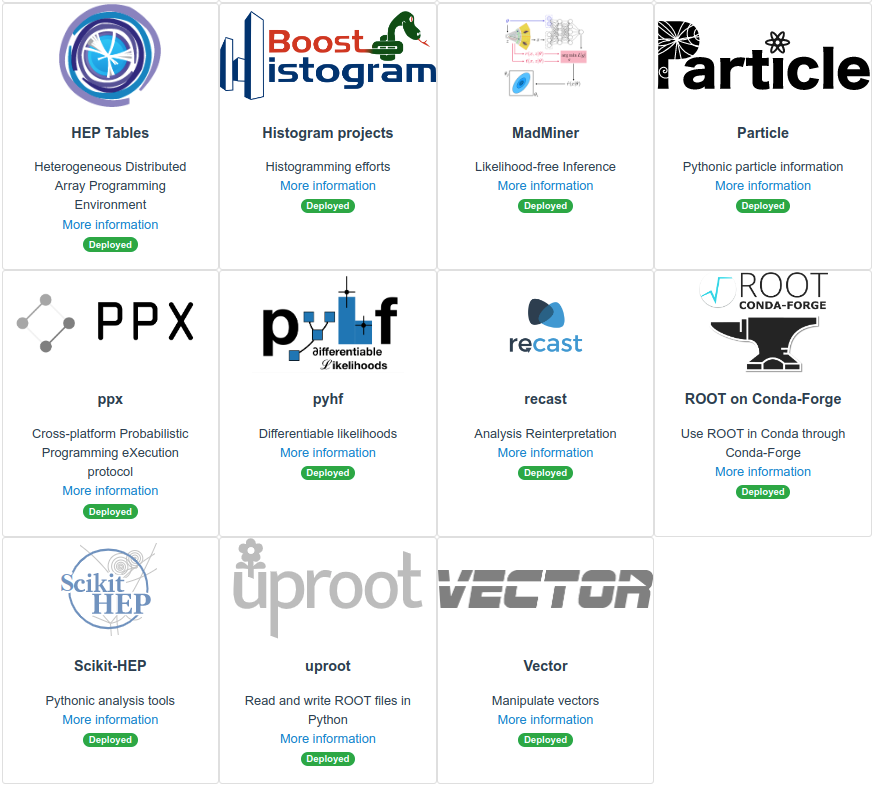 Boost
Histogram
Particle
HEP Tables
Heterogeneous Distributed
Array Programming
Environment
More information
Deployed
Histogram projects
Histogramming efforts
More information
Deployed
MadMiner
Likelihood-free Inference
More information
Deployed
Particle
Pythonic particle information
More information
Deployed
PPX
ppx
Cross-platform Probabilistic
Programming eXecution
protocol
More information
Deployed
pyhf
∂ifferentiable
ℒikelihoods
pyhf
Differentiable likelihoods
More information
Deployed
recast
recast
Analysis Reinterpretation
More information
Deployed
ROOT
CONDA-FORGE
ROOT on Conda-Forge
Use ROOT in Conda through
Conda-Forge
More information
Deployed
Scikit
HEP
Scikit-HEP
Pythonic analysis tools
More information
Deployed
uproot
uproot
Read and write ROOT files in
Python
More information
Deployed
VECTOR
Vector
Manipulate vectors
More information
Deployed